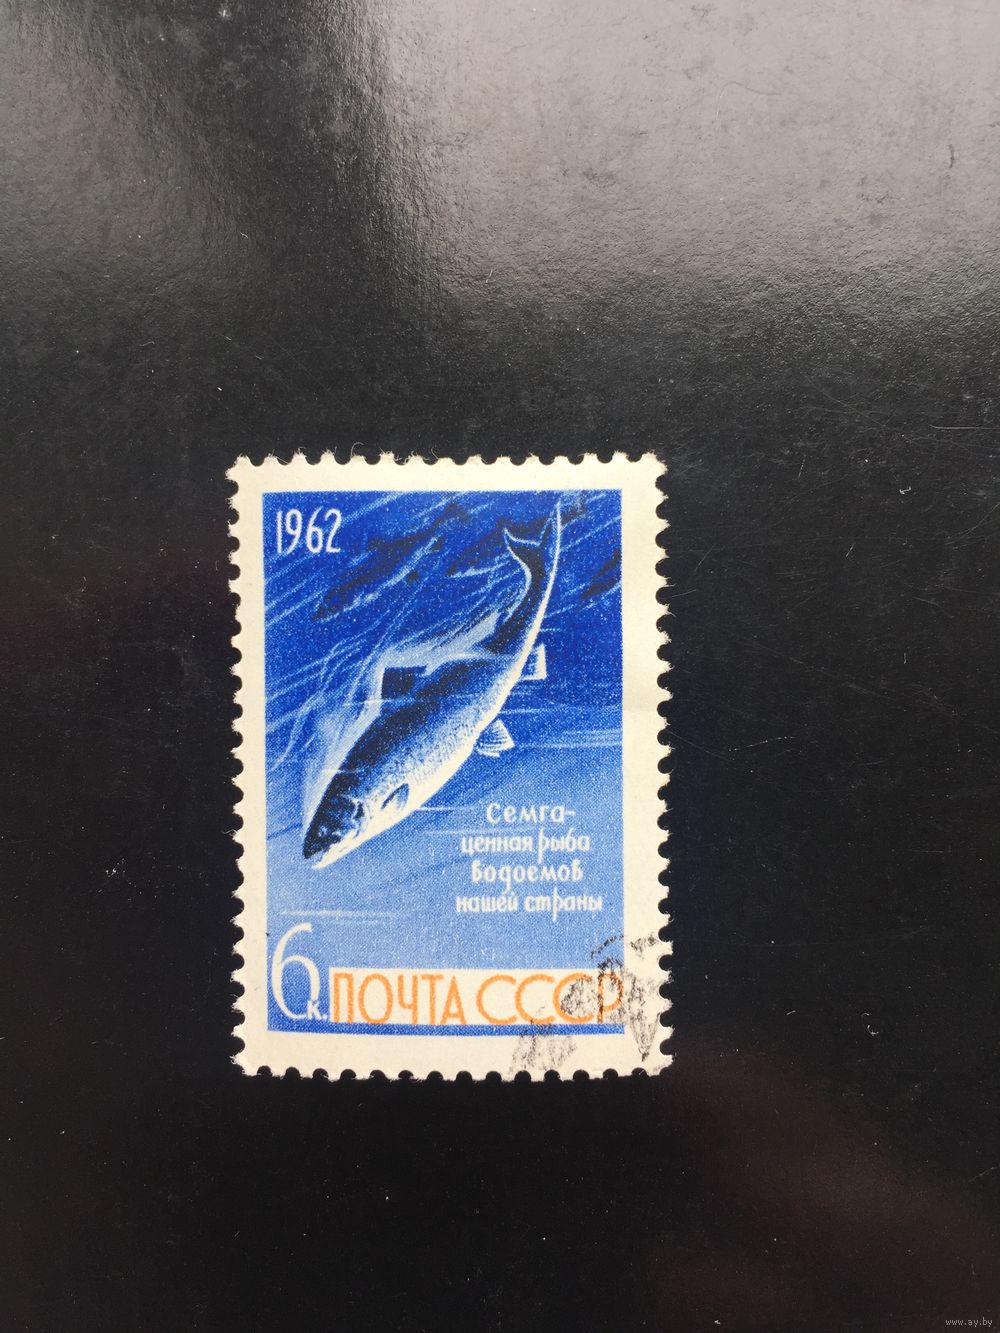 1962
Семга-
ценная рыба
водоемов
нашей страны
6к. ПОЧТА СССР
www.ay.by